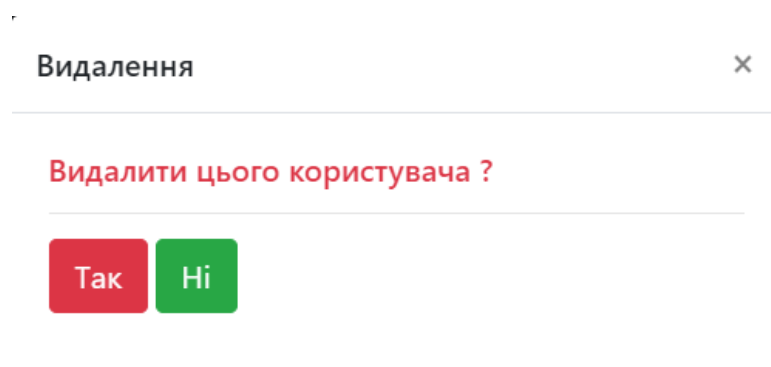 Видалення ×
Видалити цього користувача ?
Так Ні